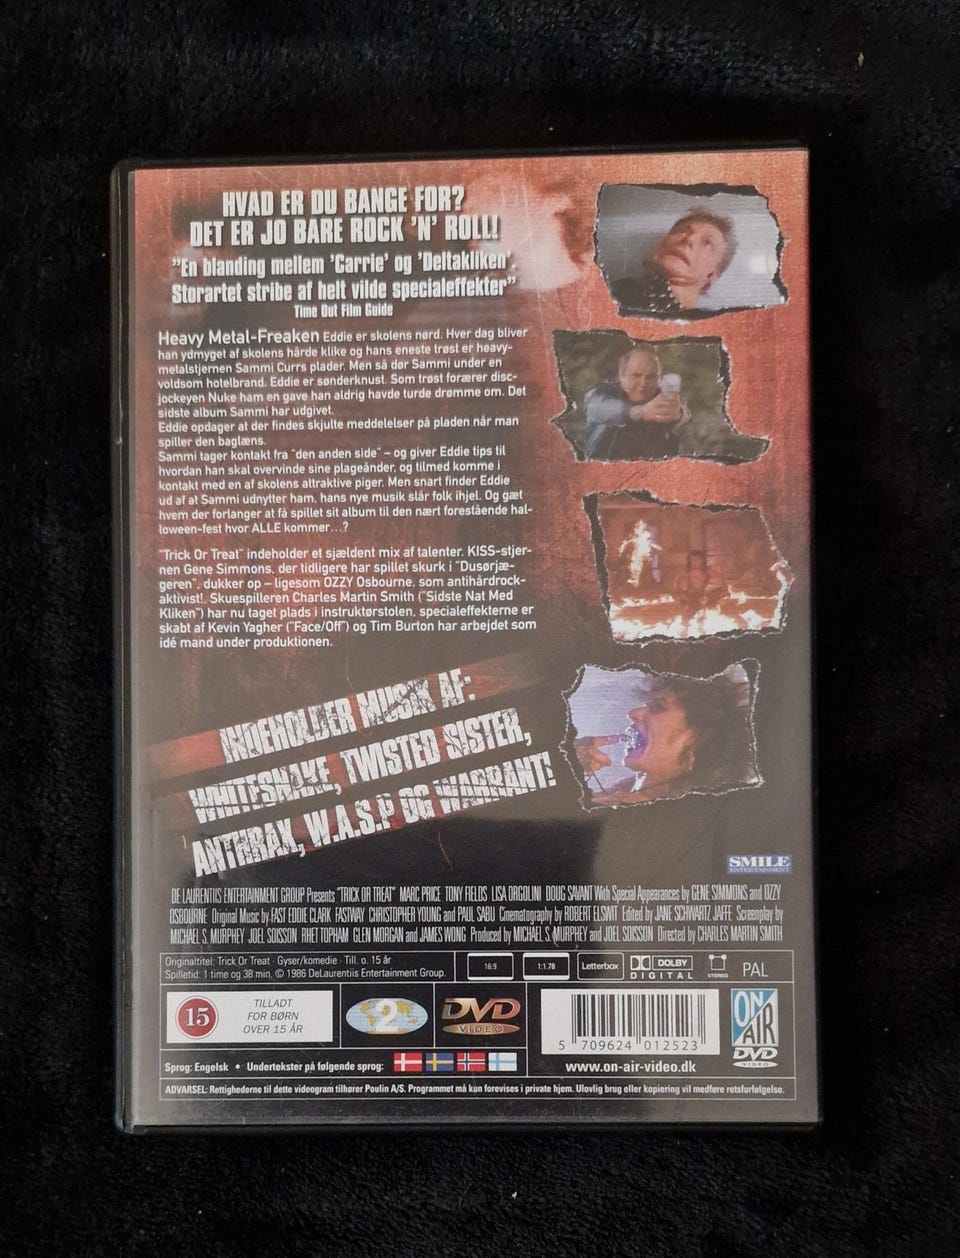 HVAD ER DU BANGE FOR?
DET ER JO BARE ROCK 'N' ROLL!
"En blanding mellem 'Carrie' og 'Deltakliken'.
Storartet stribe af helt vilde specialeffekter"
Time Out Film Guide
Heavy Metal-Freaken Eddie er skolens nørd. Hver dag bliver
han ydmyget af skolens hårde klike og hans eneste trøst er heavy-
metalstjernen Sammi Currs plader. Men så dør Sammi under en
voldsom hotelbrand. Eddie er sønderknust. Som trøst forærer disc-
jockeyen Nuke ham en gave han aldrig havde turde drømme om. Det
sidste album Sammi har udgivet.
Eddie opdager at der findes skjulte meddelelser på pladen når man
spiller den baglæns.
Sammi tager kontakt fra "den anden side" – og giver Eddie tips til
hvordan han skal overvinde sine plageånder, og tilmed komme i
kontakt med en af skolens attraktive piger. Men snart finder Eddie
ud af at Sammi udnytter ham, hans nye musik slår folk ihjel. Og gæt
hvem der forlanger at få spillet sit album til den nært forestående hal-
loween-fest hvor ALLE kommer...?
"Trick Or Treat" indeholder et sjældent mix af talenter. KISS-stjer-
nen Gene Simmons, der tidligere har spillet skurk i "Dusørjæ-
geren", dukker op – ligesom OZZY Osbourne, som antihårdrock-
aktivist!. Skuespilleren Charles Martin Smith ("Sidste Nat Med
Kliken") har nu taget plads i instruktørstolen, specialeffekterne er
skabt af Kevin Yagher ("Face/Off") og Tim Burton har arbejdet som
idé mand under produktionen.
INDEHOLDER MUSIK AF:
WHITESNAKE, TWISTED SISTER,
ANTHRAX, W.A.S.P OG WARRANT!
SMILE
ENTERTAINMENT
DE LAURENTIIS ENTERTAINMENT GROUP Presents "TRICK OR TREAT" MARC PRICE TONY FIELDS LISA ORGOLINI DOUG SAVANT With Special Appearances by GENE SIMMONS and OZZY
OSBOURNE Original Music by FAST EDDIE CLARK FASTWAY CHRISTOPHER YOUNG and PAUL SABU Cinematography by ROBERT ELSWIT Edited by JANE SCHWARTZ JAFFE Screenplay by
MICHAEL S. MURPHEY JOEL SOISSON RHET TOPHAM GLEN MORGAN and JAMES WONG Produced by MICHAEL S. MURPHEY and JOEL SOISSON Directed by CHARLES MARTIN SMITH
Originaltitel: Trick Or Treat · Gyser/komedie · Till. o. 15 år
Spilletid: 1 time og 38 min. © 1986 DeLaurentiis Entertainment Group.
16:9
1:1.78
Letterbox
DOLBY
DIGITAL
STEREO
PAL
15
TILLADT
FOR BØRN
OVER 15 ÅR
2
DVD
VIDEO
5 709624 012523
ON
AIR
DVD
VIDEO
Sprog: Engelsk • Undertekster på følgende sprog:
www.on-air-video.dk
ADVARSEL: Rettighederne til dette videogram tilhører Poulin A/S. Programmet må kun forevises i private hjem. Ulovlig brug eller kopiering vil medføre retsforfølgelse.